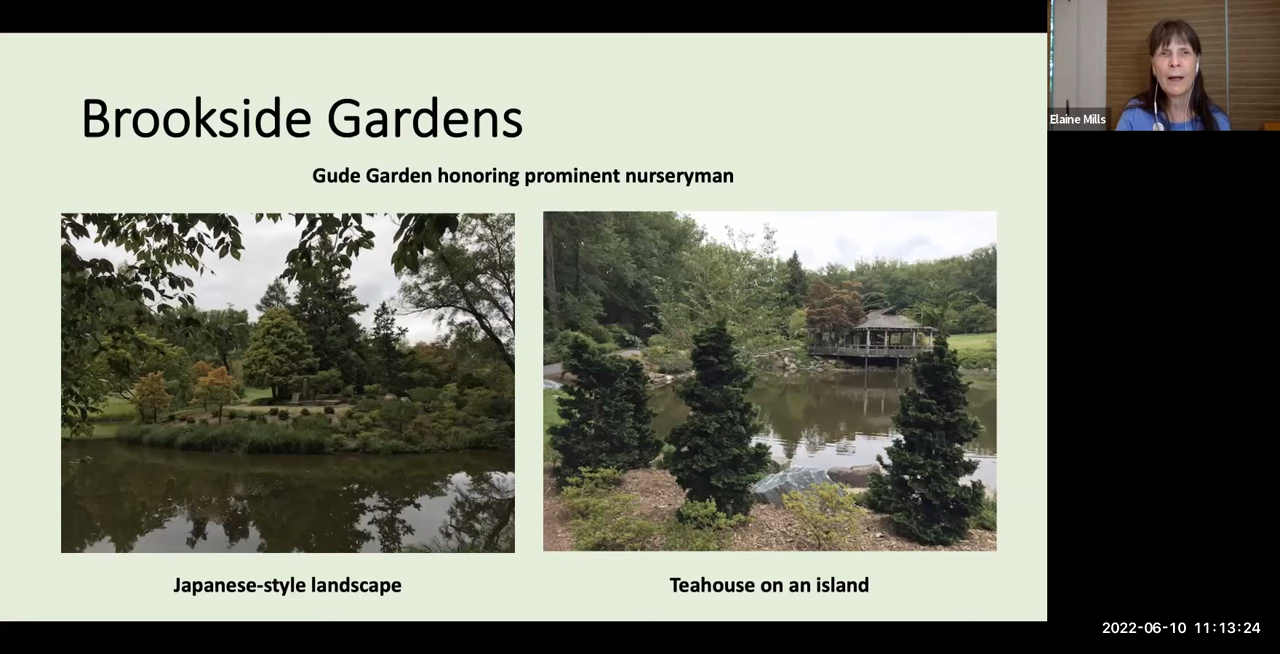 Brookside Gardens
Gude Garden honoring prominent nurseryman
Japanese-style landscape
Teahouse on an island
Elaine Mills
2022-06-10 11:13:24